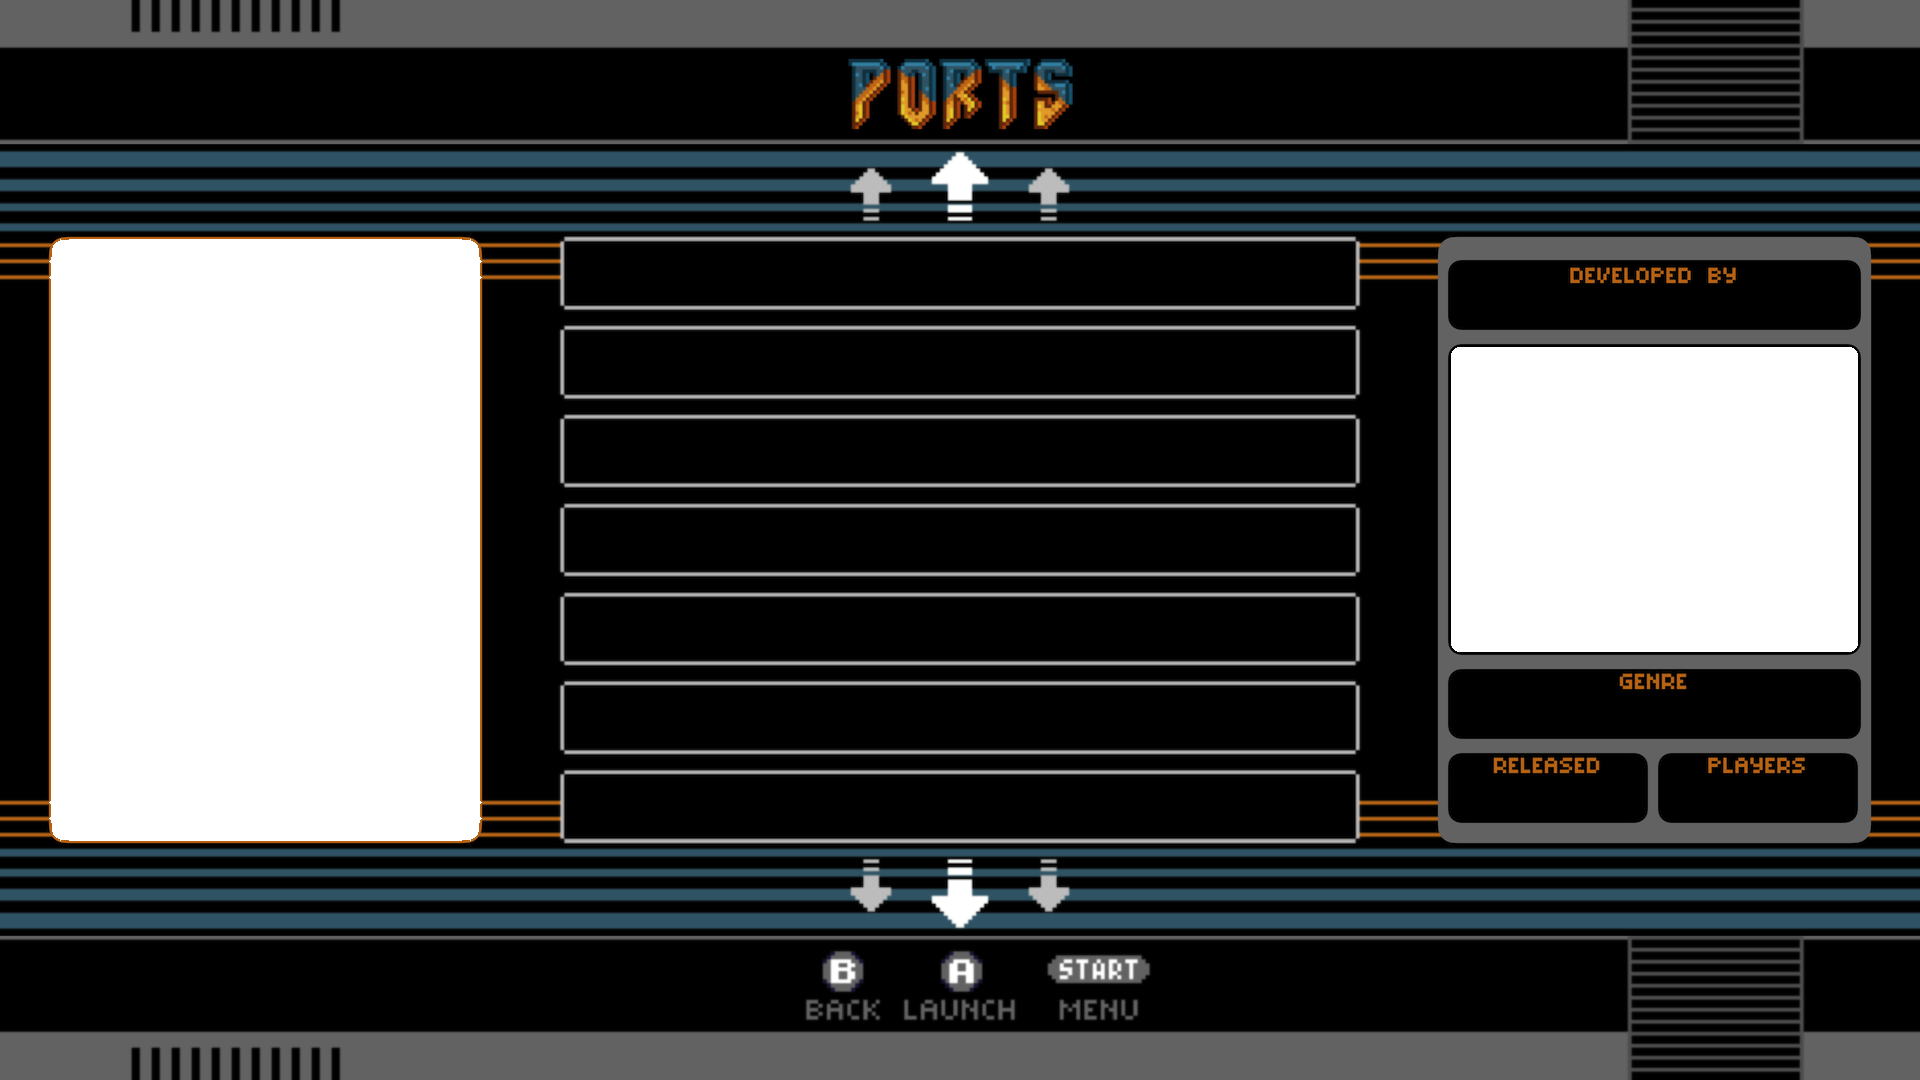 PORTS
DEVELOPED BY
GENRE
RELEASED
PLAYERS
B
A
START
BACK
LAUNCH
MENU